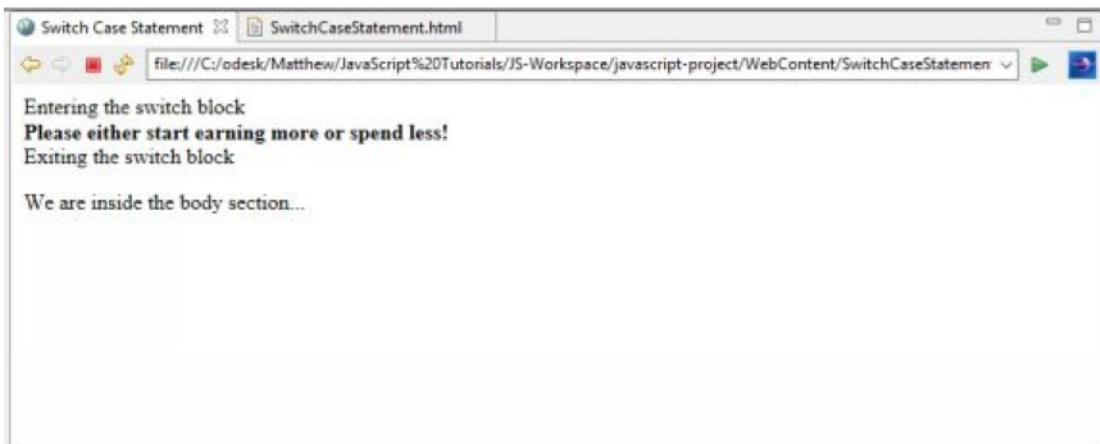 Switch Case Statement
SwitchCaseStatement.html
file:///C:/odesk/Matthew/JavaScript%20Tutorials/JS-Workspace/javascript-project/WebContent/SwitchCaseStatemen
Entering the switch block
Please either start earning more or spend less!
Exiting the switch block
We are inside the body section...